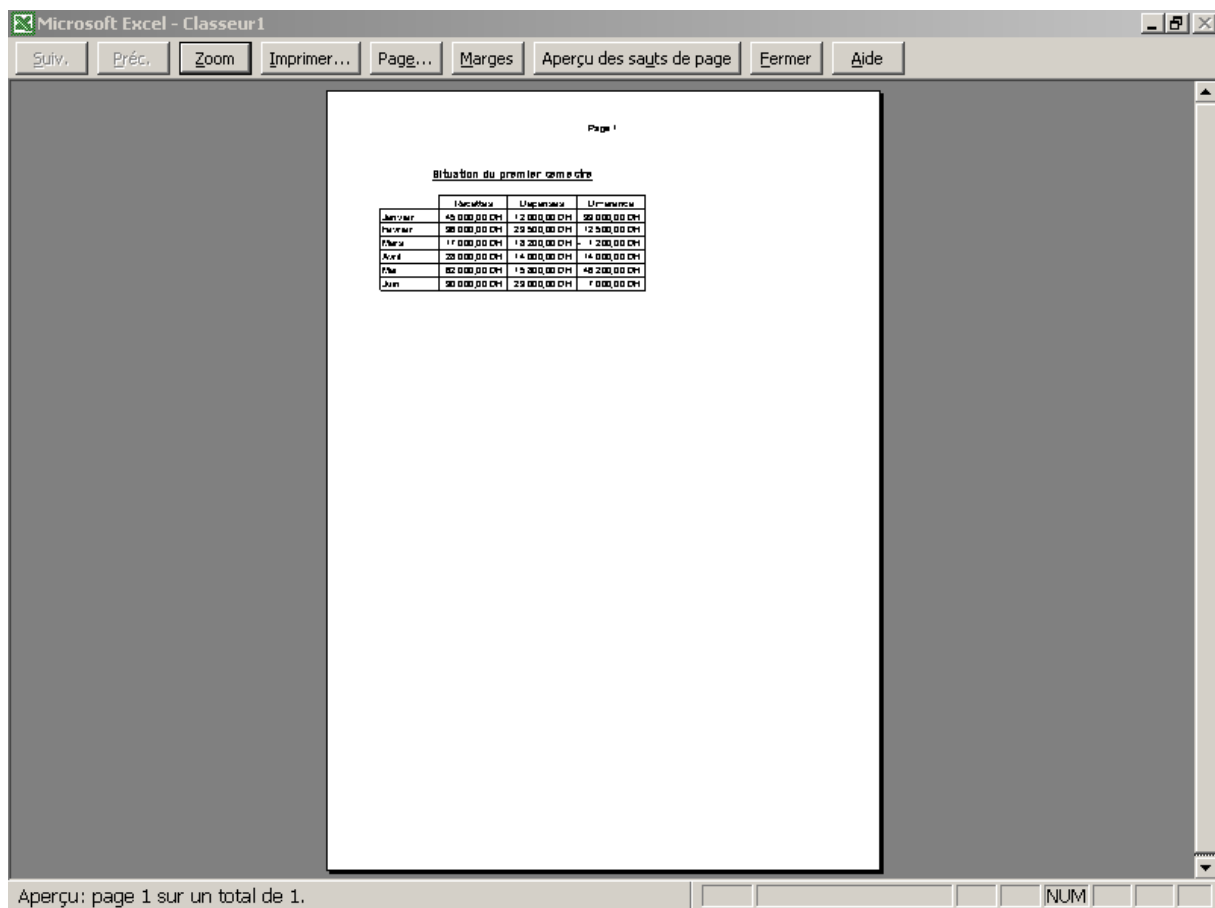 Microsoft Excel - Classeur1
Suiv. Préc. Zoom Imprimer... Page... Marges Aperçu des sauts de page Fermer Aide
Page 1
Situation du premier semestre
Recettes Dépenses Différence
Janvier 45 000,00 DH 12 000,00 DH 33 000,00 DH
Février 36 000,00 DH 23 500,00 DH 12 500,00 DH
Mars 17 000,00 DH 18 200,00 DH - 1 200,00 DH
Avril 28 000,00 DH 14 000,00 DH 14 000,00 DH
Mai 62 000,00 DH 15 800,00 DH 46 200,00 DH
Juin 30 000,00 DH 23 000,00 DH 7 000,00 DH
Aperçu: page 1 sur un total de 1.
NUM